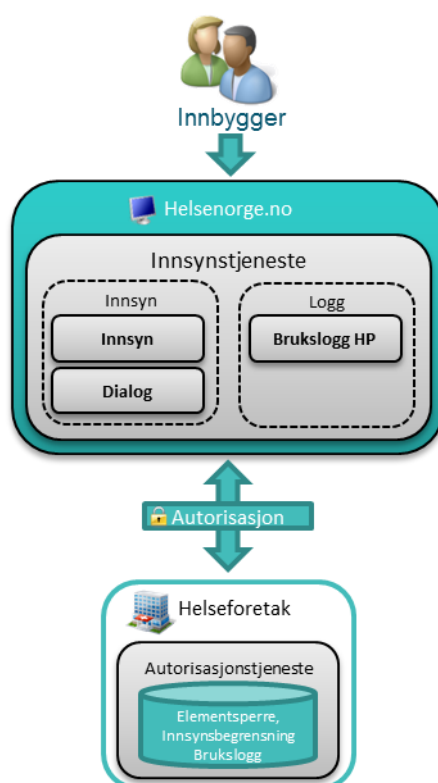 Innbygger
Helsenorge.no
Innsynstjeneste
Innsyn
Innsyn
Dialog
Logg
Brukslogg HP
Autorisasjon
Helseforetak
Autorisasjonstjeneste
Elementsperre,
Innsynsbegrensning
Brukslogg